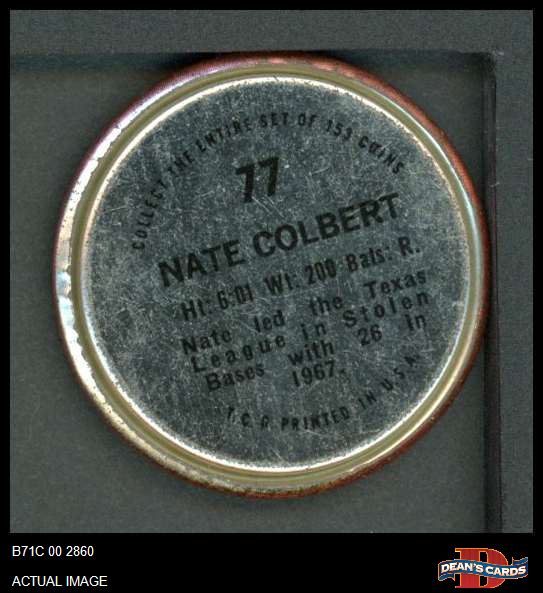 COLLECT THE ENTIRE SET OF 153 COINS
77
NATE COLBERT
Ht: 6:01 Wt: 200 Bats: R.
Nate led the Texas
League in Stolen
Bases with 26 in
1967.
T.C.G. PRINTED IN U.S.A.
B71C 00 2860
ACTUAL IMAGE
D
DEAN'S CARDS